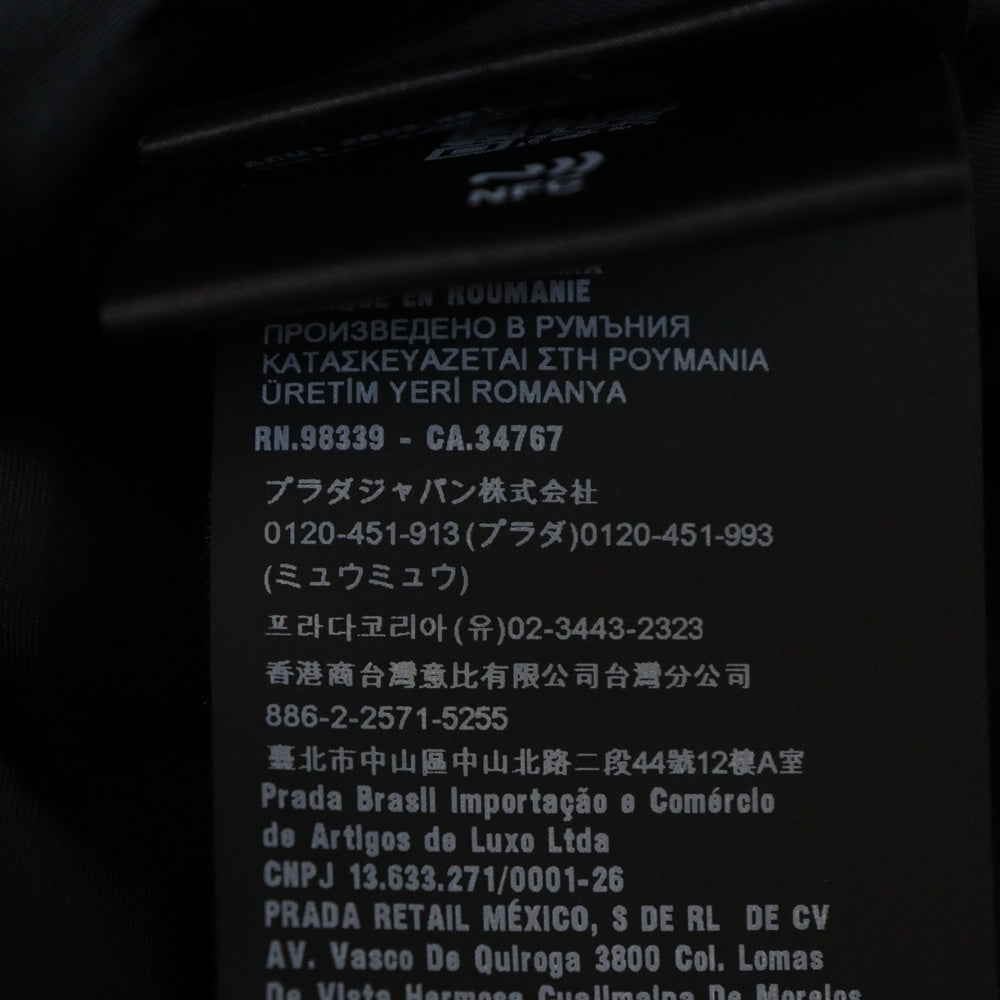 NFC
EN ROUMANIE
ПРОИЗВЕДЕНО В РУМЪНИЯ
ΚΑΤΑΣΚΕΥΑΖΕΤΑΙ ΣΤΗ ΡΟΥΜΑΝΙΑ
ÜRETİM YERİ ROMANYA
RN.98339 - CA.34767
プラダジャパン株式会社
0120-451-913(プラダ)0120-451-993
(ミュウミュウ)
프라다코리아(유)02-3443-2323
香港商台灣意比有限公司台灣分公司
886-2-2571-5255
臺北市中山區中山北路二段44號12樓A室
Prada Brasil Importação e Comércio
de Artigos de Luxo Ltda
CNPJ 13.633.271/0001-26
PRADA RETAIL MÉXICO, S DE RL DE CV
AV. Vasco De Quiroga 3800 Col. Lomas
De Vista Hermosa Cuajimalpa De Morelos